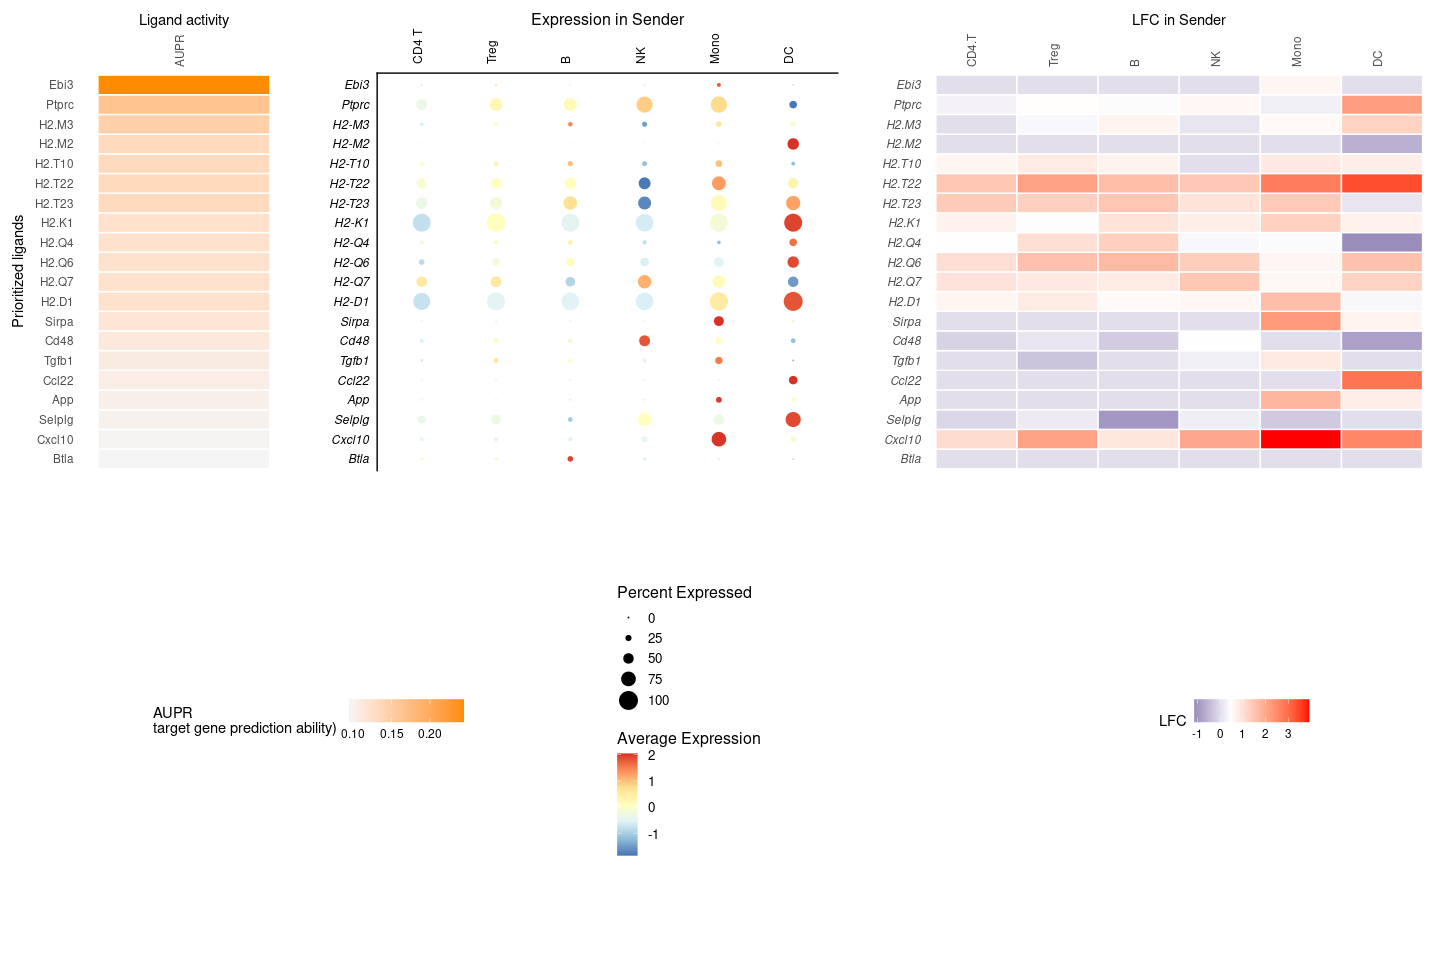 Ligand activity
AUPR
Prioritized ligands
Ebi3
Ptprc
H2.M3
H2.M2
H2.T10
H2.T22
H2.T23
H2.K1
H2.Q4
H2.Q6
H2.Q7
H2.D1
Sirpa
Cd48
Tgfb1
Ccl22
App
Selplg
Cxcl10
Btla
Expression in Sender
CD4 T
Treg
B
NK
Mono
DC
Ebi3
Ptprc
H2-M3
H2-M2
H2-T10
H2-T22
H2-T23
H2-K1
H2-Q4
H2-Q6
H2-Q7
H2-D1
Sirpa
Cd48
Tgfb1
Ccl22
App
Selplg
Cxcl10
Btla
LFC in Sender
CD4.T
Treg
B
NK
Mono
DC
Ebi3
Ptprc
H2.M3
H2.M2
H2.T10
H2.T22
H2.T23
H2.K1
H2.Q4
H2.Q6
H2.Q7
H2.D1
Sirpa
Cd48
Tgfb1
Ccl22
App
Selplg
Cxcl10
Btla
AUPR
target gene prediction ability)
0.10 0.15 0.20
Percent Expressed
0
25
50
75
100
Average Expression
2
1
0
-1
LFC
-1 0 1 2 3